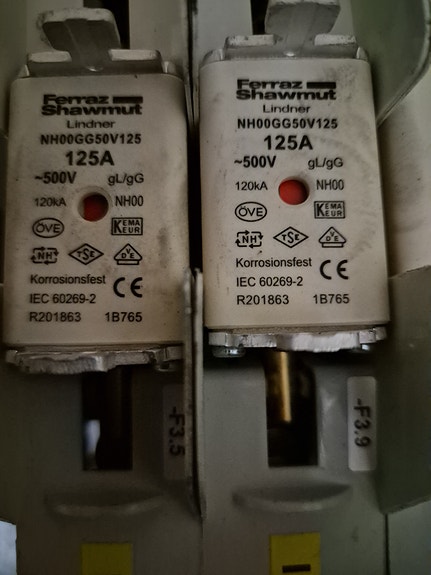 Ferraz
Shawmut
Lindner
NH00GG50V125
125A
~500V gL/gG
120kA NH00
ÖVE KEMA
KEUR
NH TSE VDE
Korrosionsfest CE
IEC 60269-2
R201863 1B765
Ferraz
Shawmut
Lindner
NH00GG50V125
125A
~500V gL/gG
120kA NH00
ÖVE KEMA
KEUR
NH TSE VDE
Korrosionsfest CE
IEC 60269-2
R201863 1B765
-F3.5
-F3.9